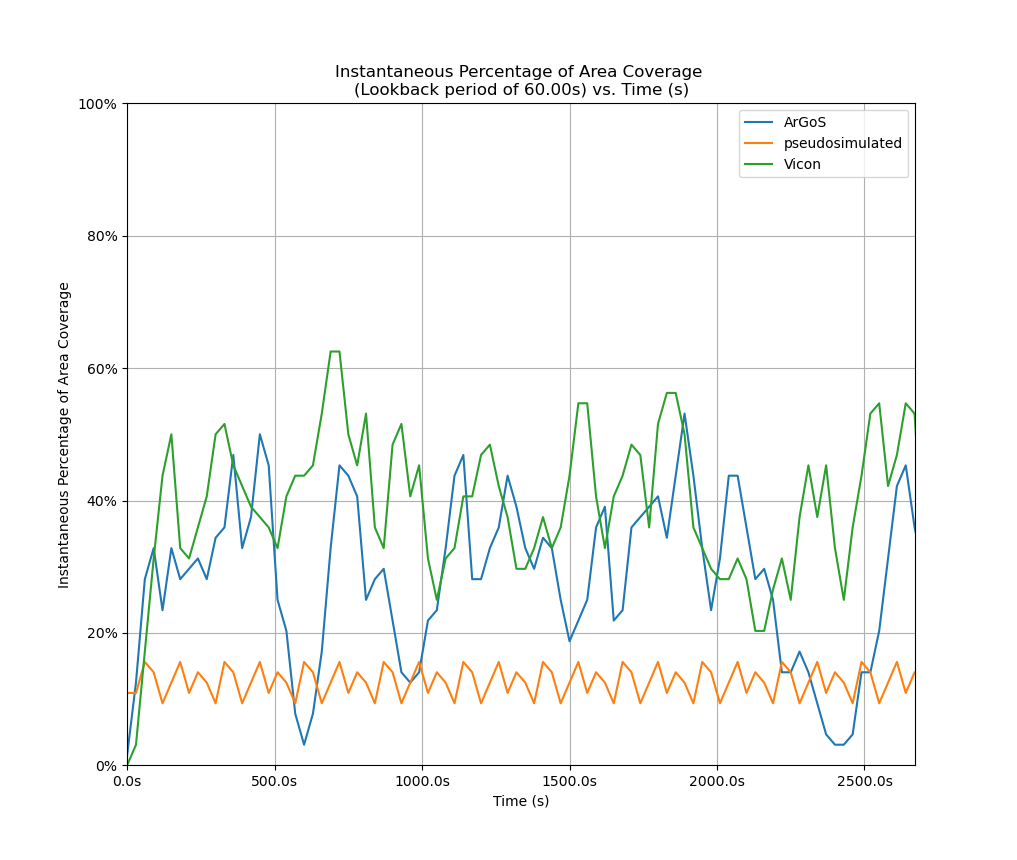 Instantaneous Percentage of Area Coverage
(Lookback period of 60.00s) vs. Time (s)
100%
80%
60%
40%
20%
0%
Instantaneous Percentage of Area Coverage
ArGoS
pseudosimulated
Vicon
0.0s
500.0s
1000.0s
1500.0s
2000.0s
2500.0s
Time (s)